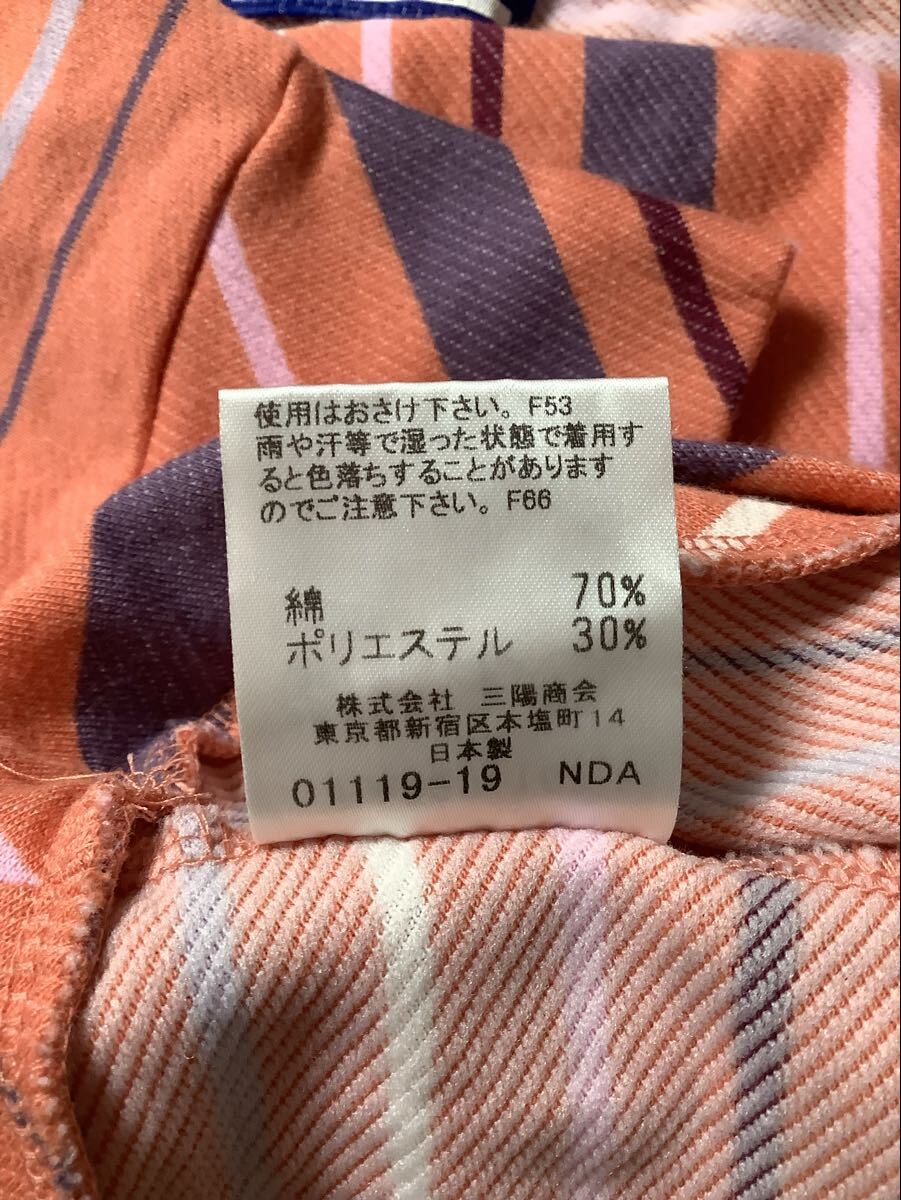 使用はおさけ下さい。F53
雨や汗等で湿った状態で着用す
ると色落ちすることがあります
のでご注意下さい。F66
綿 70%
ポリエステル 30%
株式会社 三陽商会
東京都新宿区本塩町14
日本製
01119-19 NDA